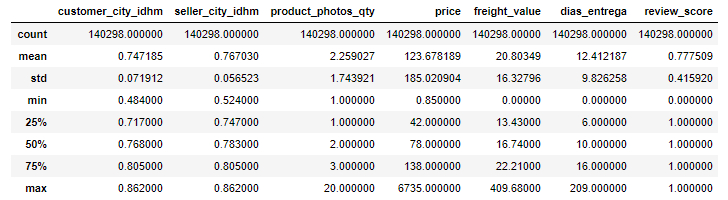 customer_city_idhm seller_city_idhm product_photos_qty price freight_value dias_entrega review_score
count 140298.000000 140298.000000 140298.000000 140298.000000 140298.00000 140298.000000 140298.000000
mean 0.747185 0.767030 2.259027 123.678189 20.80349 12.412187 0.777509
std 0.071912 0.056523 1.743921 185.020904 16.32796 9.826258 0.415920
min 0.484000 0.524000 1.000000 0.850000 0.00000 0.000000 0.000000
25% 0.717000 0.747000 1.000000 42.000000 13.43000 6.000000 1.000000
50% 0.768000 0.783000 2.000000 78.000000 16.74000 10.000000 1.000000
75% 0.805000 0.805000 3.000000 138.000000 22.21000 16.000000 1.000000
max 0.862000 0.862000 20.000000 6735.000000 409.68000 209.000000 1.000000